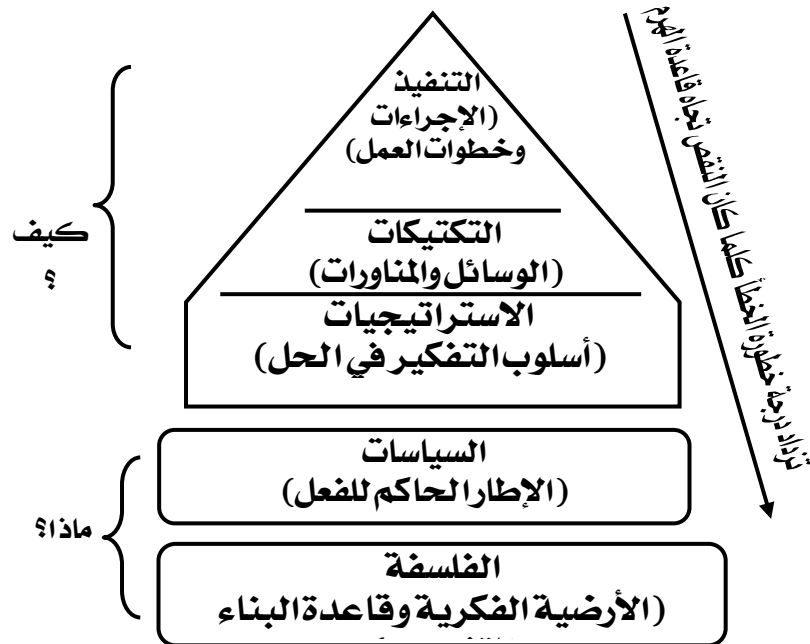 التنفيذ
(الإجراءات
وخطوات العمل)
التكتيكات
(الوسائل والمناورات)
الاستراتيجيات
(أسلوب التفكير في الحل)
كيف
؟
السياسات
(الإطار الحاكم للفعل)
الفلسفة
(الأرضية الفكرية وقاعدة البناء
ماذا؟
تزداد درجة خطورة الخطأ كلما كان النقص تجاه قاعدة الهرم